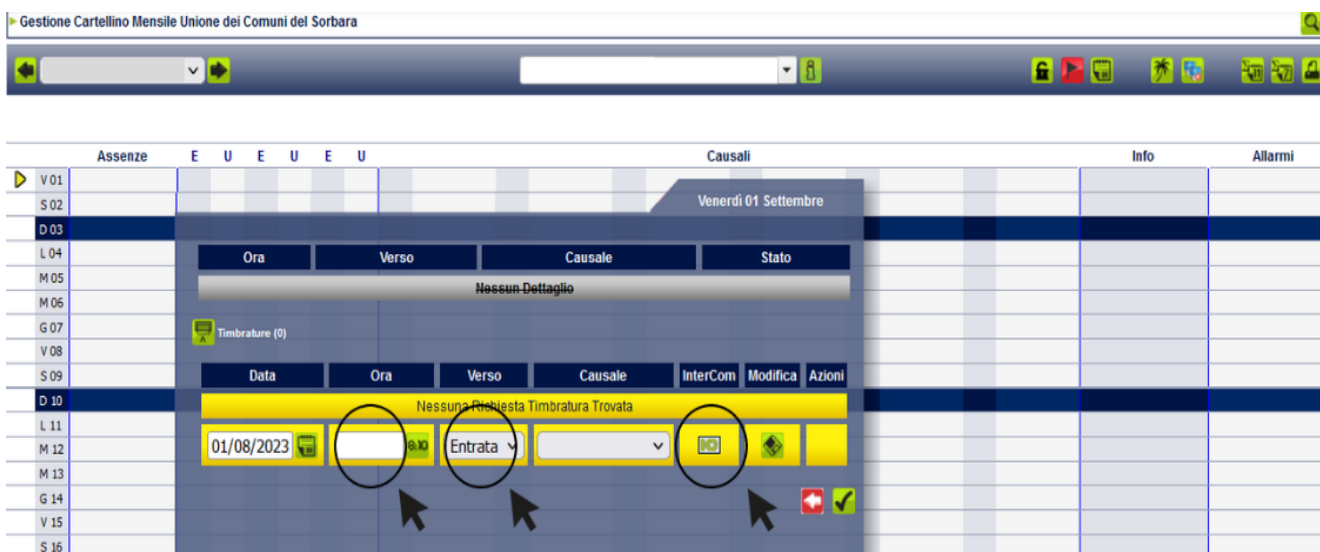 Gestione Cartellino Mensile Unione dei Comuni del Sorbara
Assenze E U E U E U Causali Info Allarmi
V 01
S 02
D 03
L 04
M 05
M 06
G 07
V 08
S 09
D 10
L 11
M 12
M 13
G 14
V 15
S 16
Venerdì 01 Settembre
Ora Verso Causale Stato
Nessun Dettaglio
Timbrature (0)
Data Ora Verso Causale InterCom Modifica Azioni
Nessuna Richiesta Timbratura Trovata
01/08/2023 Entrata